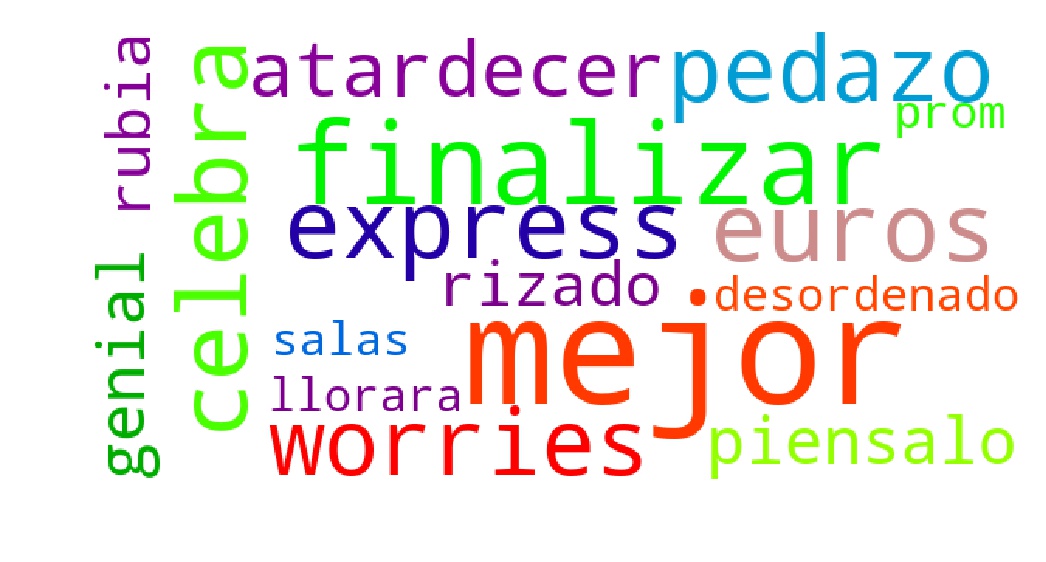 rubia
celebra
atardecer
pedazo
prom
finalizar
express
euros
genial
rizado
desordenado
salas
mejor
llorara
worries
piensalo